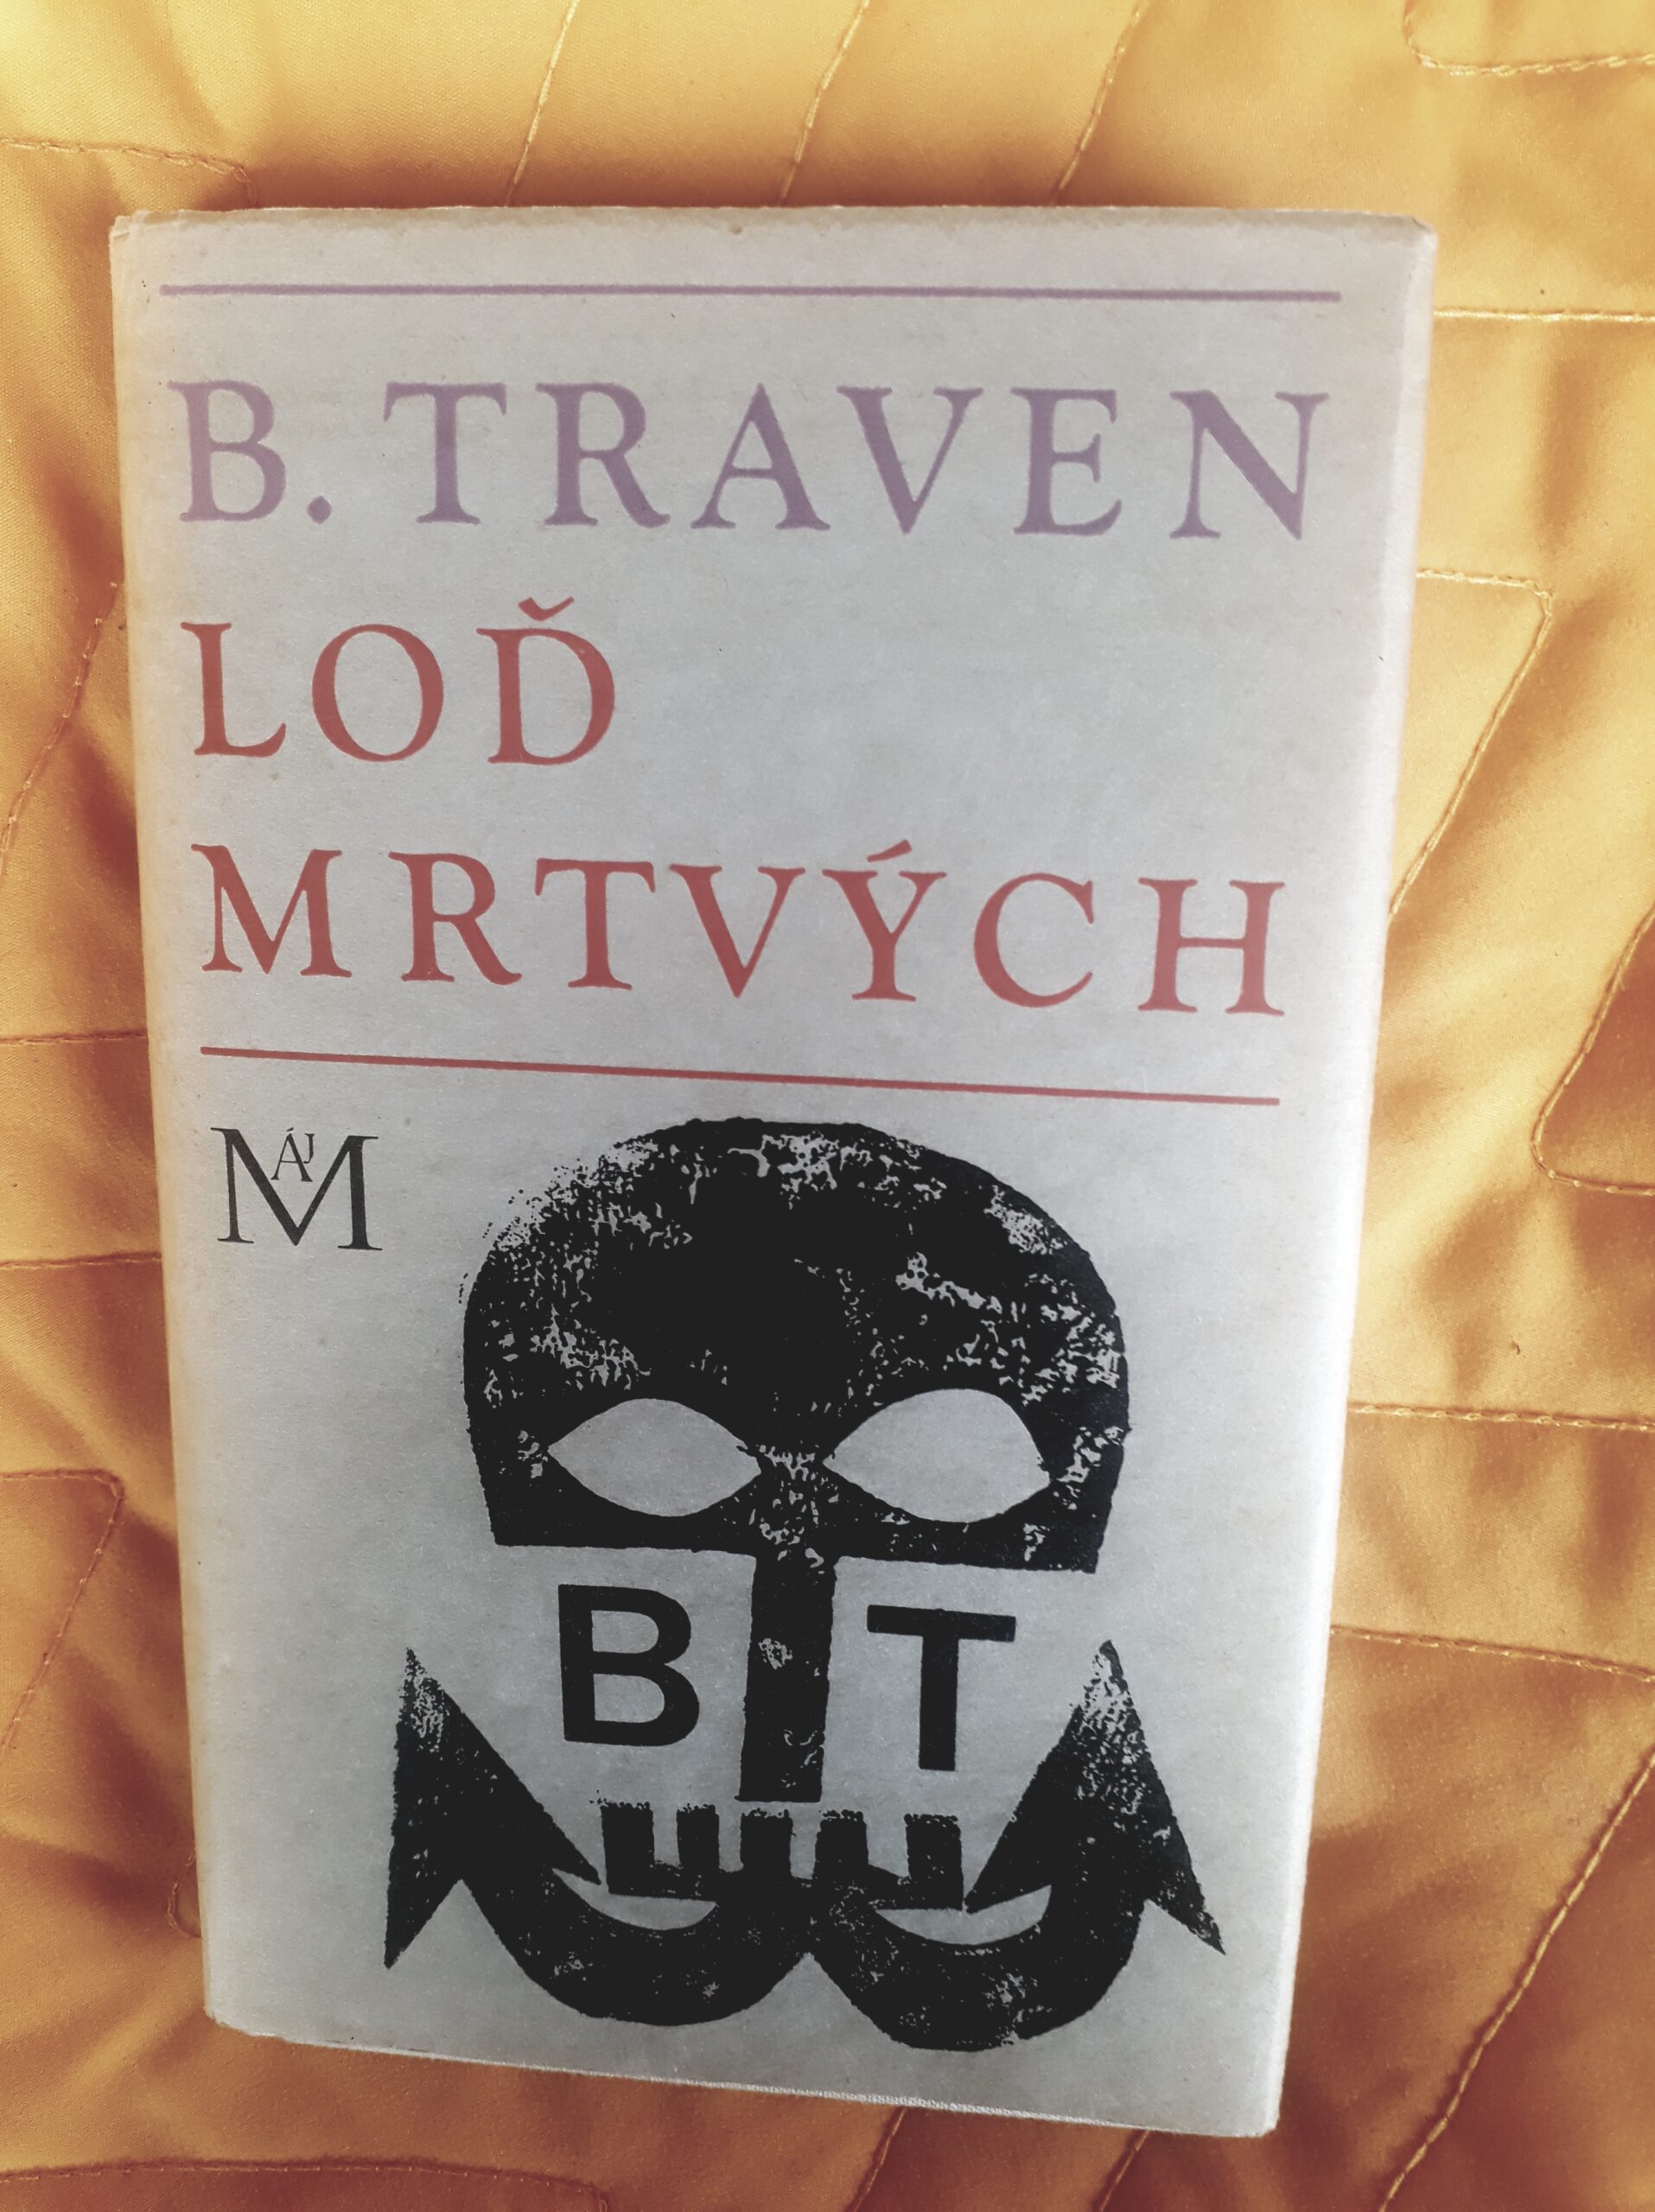 B. TRAVEN
LOĎ
MRTVÝCH
MÁJ
B T